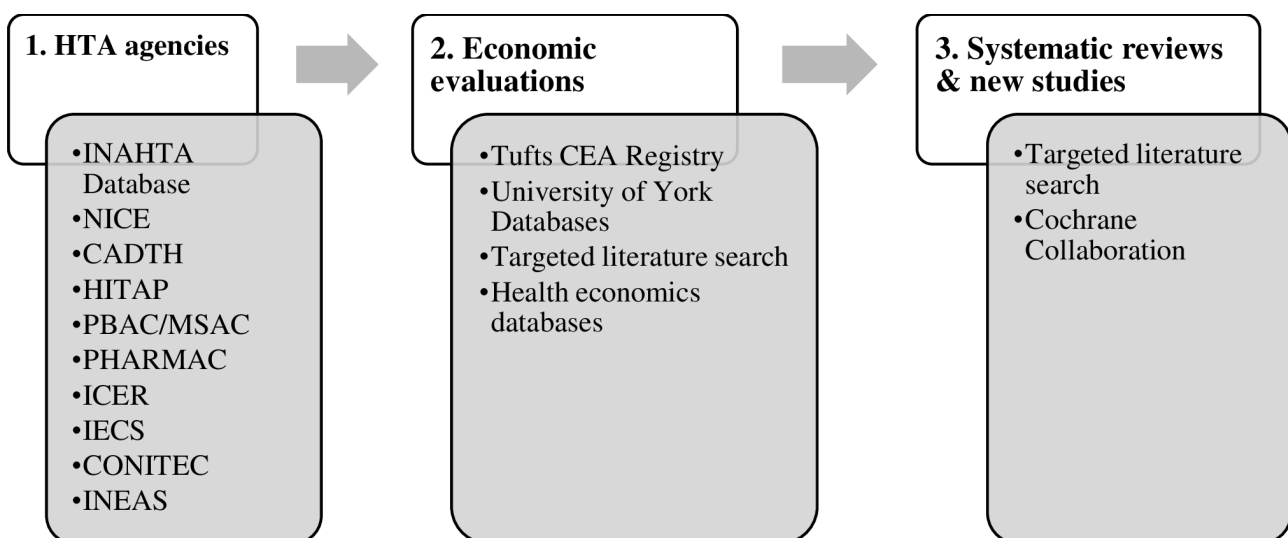 1. HTA agencies
•INAHTA
Database
•NICE
•CADTH
•HITAP
•PBAC/MSAC
•PHARMAC
•ICER
•IECS
•CONITEC
•INEAS
2. Economic
evaluations
•Tufts CEA Registry
•University of York
Databases
•Targeted literature search
•Health economics
databases
3. Systematic reviews
& new studies
•Targeted literature
search
•Cochrane
Collaboration